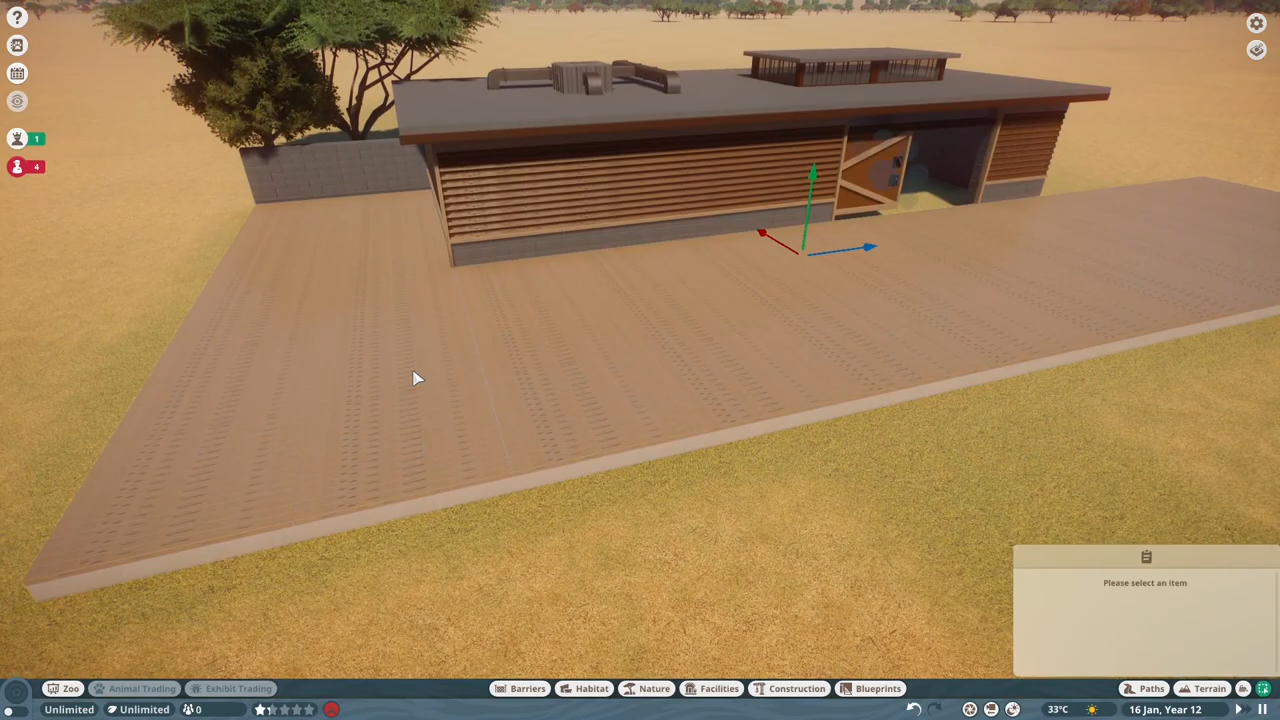 ?
1
4
Please select an item
Zoo Animal Trading Exhibit Trading Barriers Habitat Nature Facilities Construction Blueprints Paths Terrain
Unlimited Unlimited 0 33°C 16 Jan, Year 12